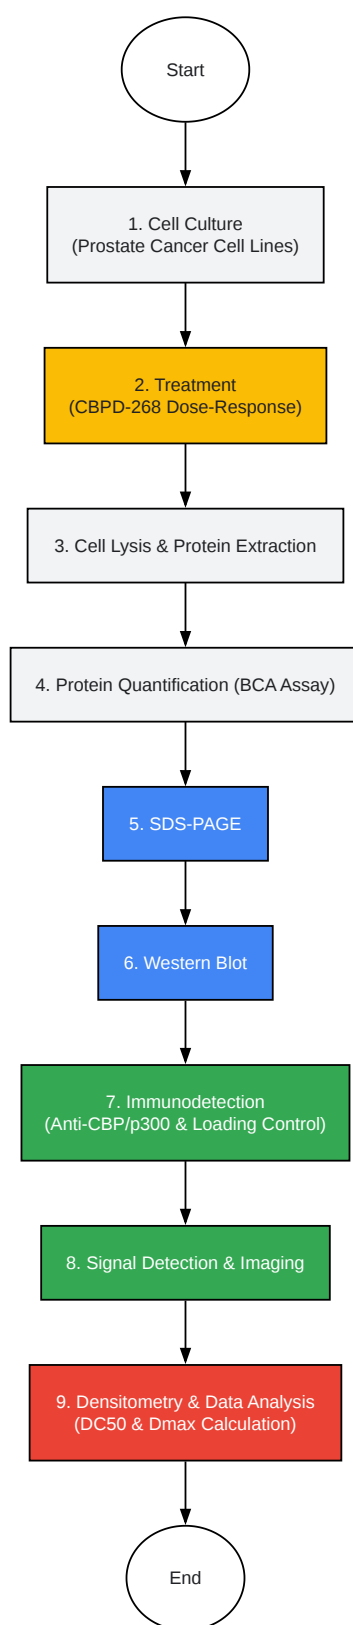 Start
1. Cell Culture
(Prostate Cancer Cell Lines)
2. Treatment
(CBPD-268 Dose-Response)
3. Cell Lysis & Protein Extraction
4. Protein Quantification (BCA Assay)
5. SDS-PAGE
6. Western Blot
7. Immunodetection
(Anti-CBP/p300 & Loading Control)
8. Signal Detection & Imaging
9. Densitometry & Data Analysis
(DC50 & Dmax Calculation)
End